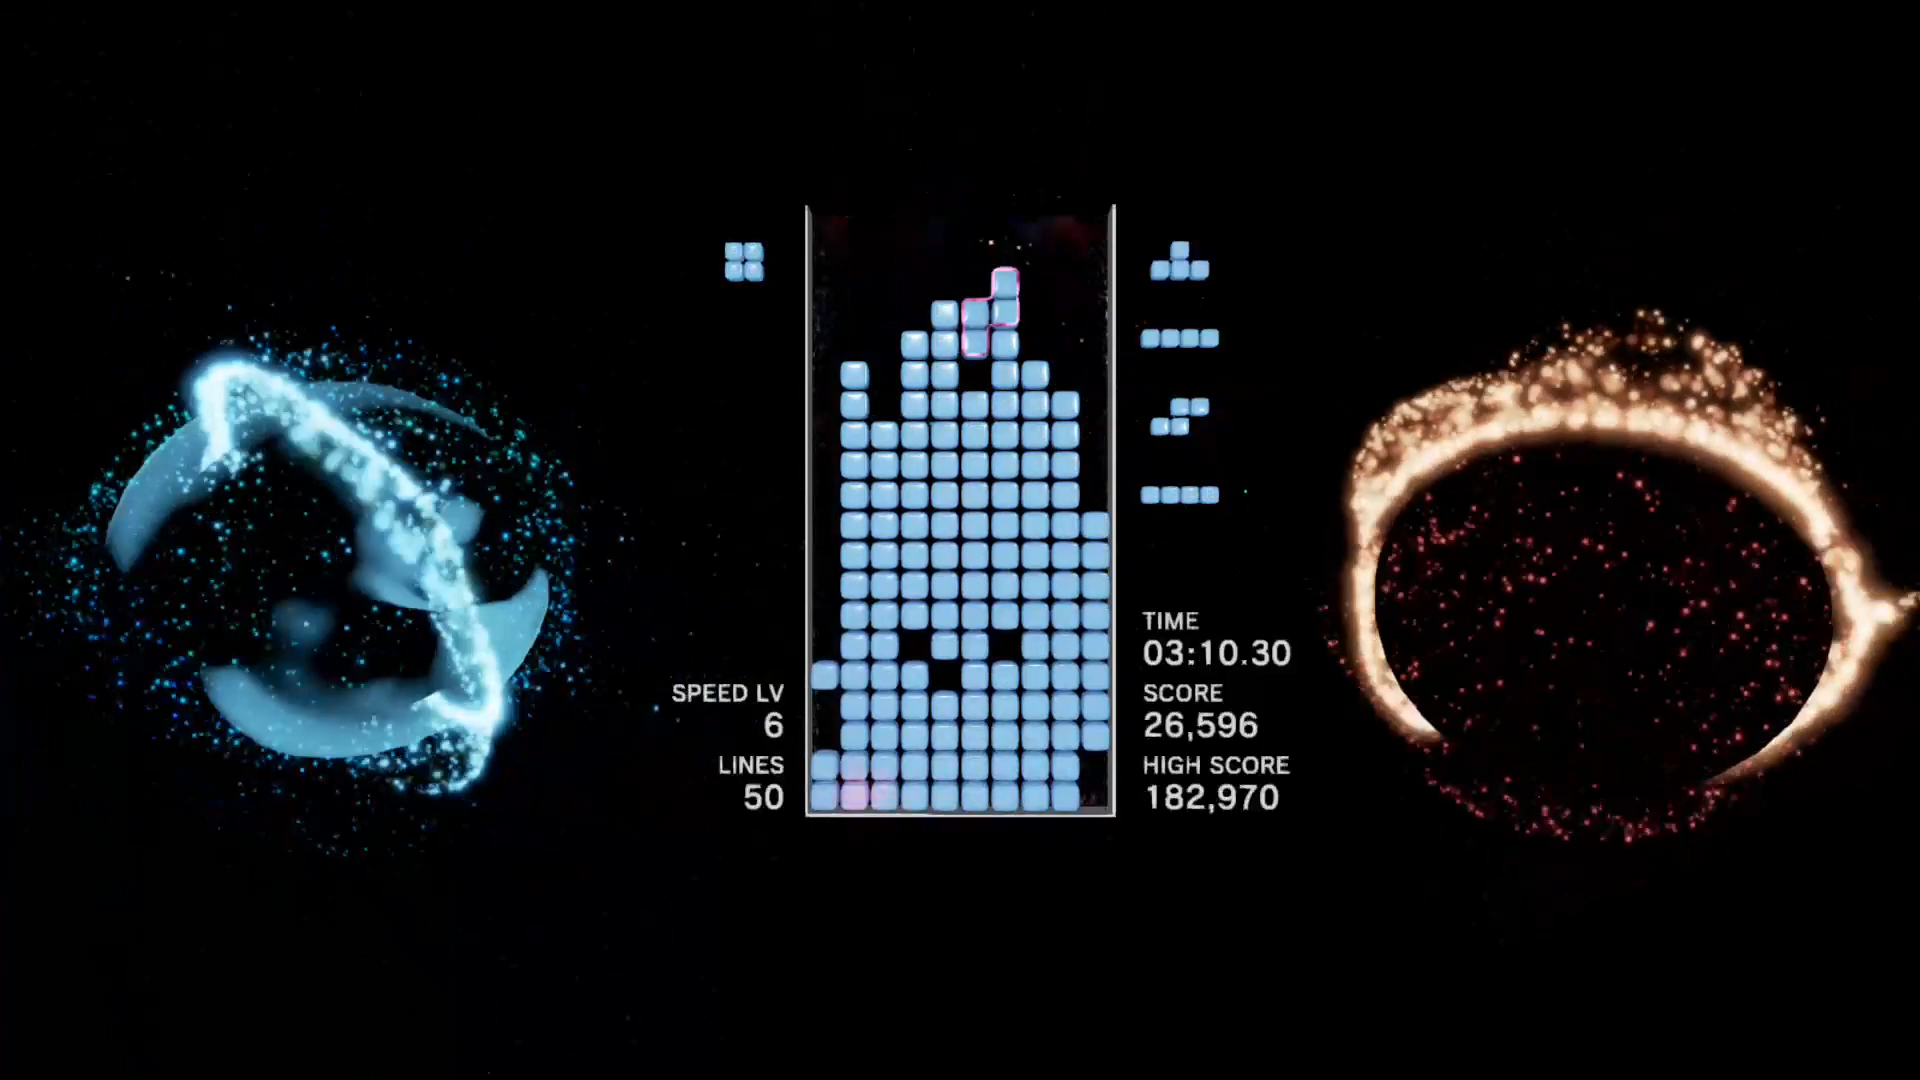 SPEED LV
6
LINES
50
TIME
03:10.30
SCORE
26,596
HIGH SCORE
182,970